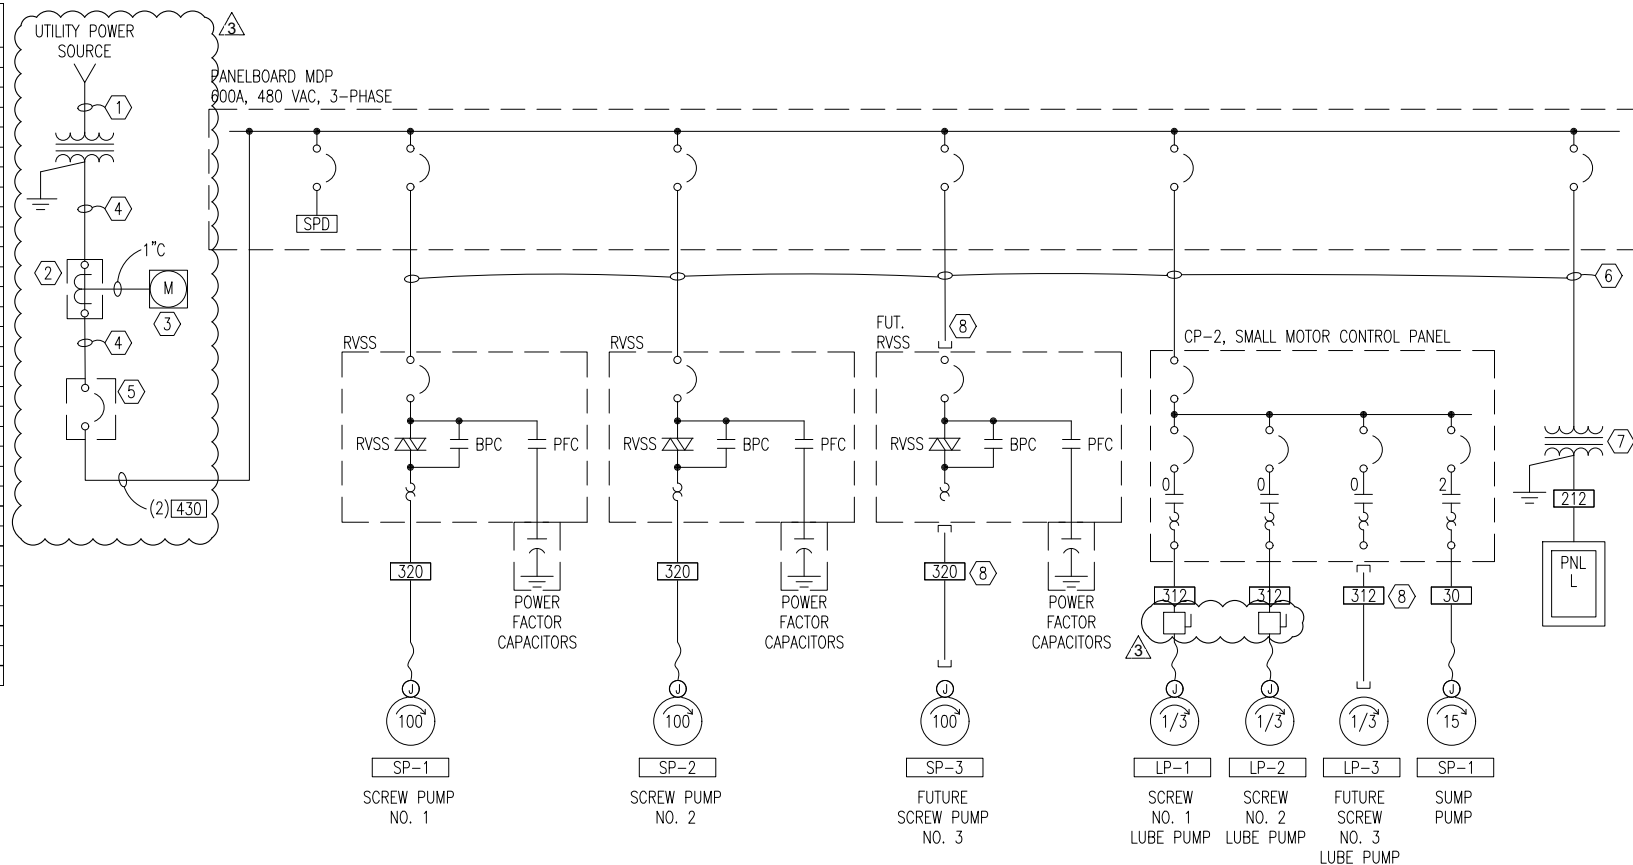 UTILITY POWER
SOURCE
3
PANELBOARD MDP
600A, 480 VAC, 3-PHASE
1
4
SPD
1"C
2
M
3
4
5
(2) 430
6
FUT.
RVSS
8
RVSS
RVSS
CP-2, SMALL MOTOR CONTROL PANEL
RVSS
BPC
PFC
RVSS
BPC
PFC
RVSS
BPC
PFC
7
0
0
0
2
212
PNL
L
320
320
320
8
312
312
312
8
30
POWER
FACTOR
CAPACITORS
POWER
FACTOR
CAPACITORS
POWER
FACTOR
CAPACITORS
3
J
J
J
J
J
J
100
100
100
1/3
1/3
1/3
15
SP-1
SP-2
SP-3
LP-1
LP-2
LP-3
SP-1
SCREW PUMP
NO. 1
SCREW PUMP
NO. 2
FUTURE
SCREW PUMP
NO. 3
SCREW
NO. 1
LUBE PUMP
SCREW
NO. 2
LUBE PUMP
FUTURE
SCREW
NO. 3
LUBE PUMP
SUMP
PUMP